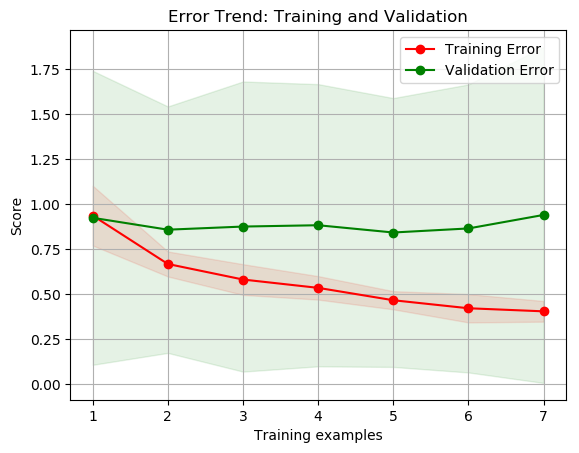 Error Trend: Training and Validation
Training Error
Validation Error
Score
1.75
1.50
1.25
1.00
0.75
0.50
0.25
0.00
1 2 3 4 5 6 7
Training examples